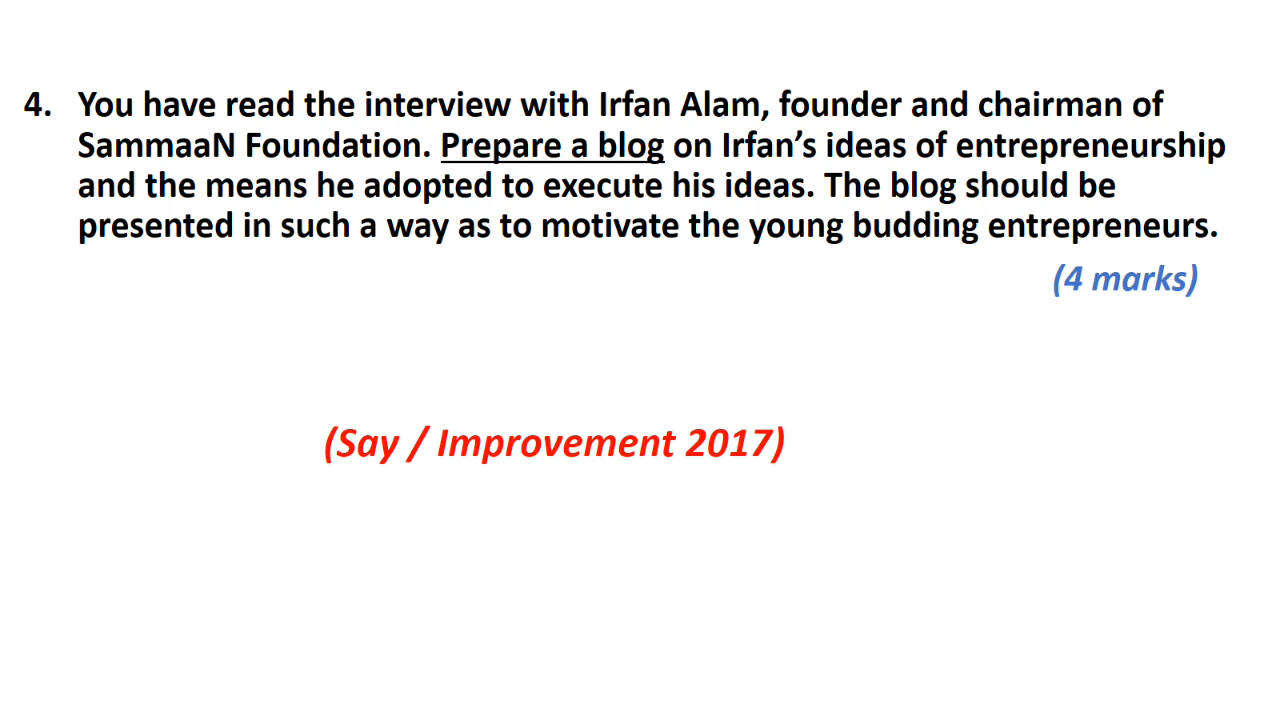 4. You have read the interview with Irfan Alam, founder and chairman of
SammaaN Foundation. Prepare a blog on Irfan’s ideas of entrepreneurship
and the means he adopted to execute his ideas. The blog should be
presented in such a way as to motivate the young budding entrepreneurs.
(4 marks)
(Say / Improvement 2017)